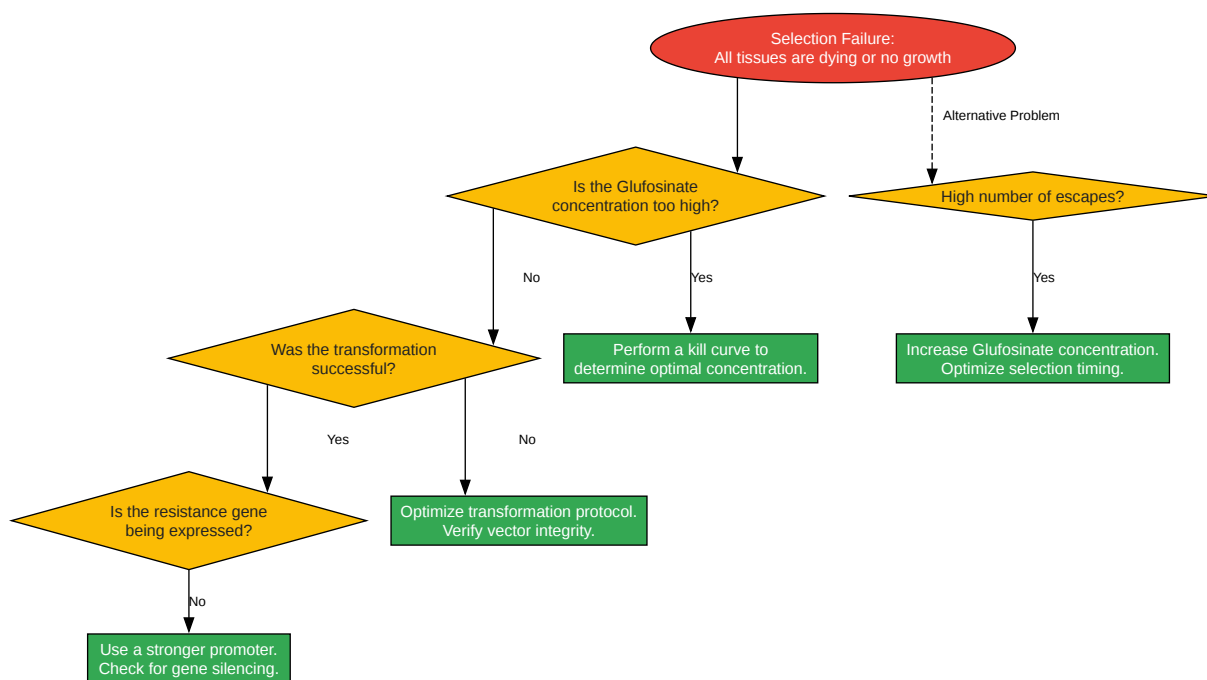 Selection Failure:
All tissues are dying or no growth
Alternative Problem
Is the Glufosinate
concentration too high?
High number of escapes?
No
Yes
Yes
Was the transformation
successful?
Perform a kill curve to
determine optimal concentration.
Increase Glufosinate concentration.
Optimize selection timing.
Yes
No
Is the resistance gene
being expressed?
Optimize transformation protocol.
Verify vector integrity.
No
Use a stronger promoter.
Check for gene silencing.